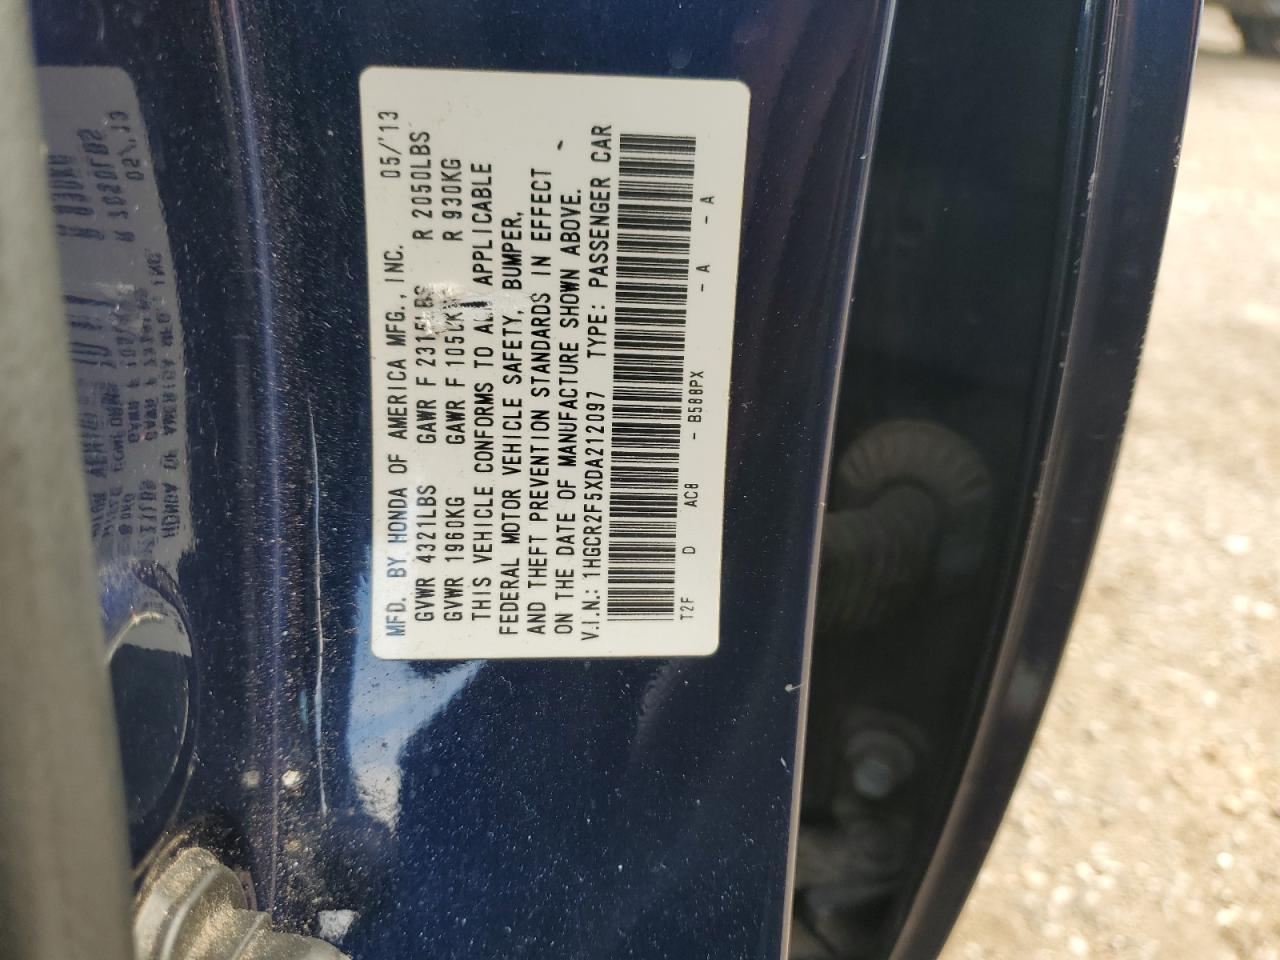 MFD. BY HONDA OF AMERICA MFG., INC. 05/'13
GVWR 4321LBS GAWR F 2315LBS R 2050LBS
GVWR 1960KG GAWR F 1050KG R 930KG
THIS VEHICLE CONFORMS TO ALL APPLICABLE
FEDERAL MOTOR VEHICLE SAFETY, BUMPER,
AND THEFT PREVENTION STANDARDS IN EFFECT
ON THE DATE OF MANUFACTURE SHOWN ABOVE.
V.I.N.: 1HGCR2F5XDA212097 TYPE: PASSENGER CAR
T2F D AC8 - B588PX - A - A